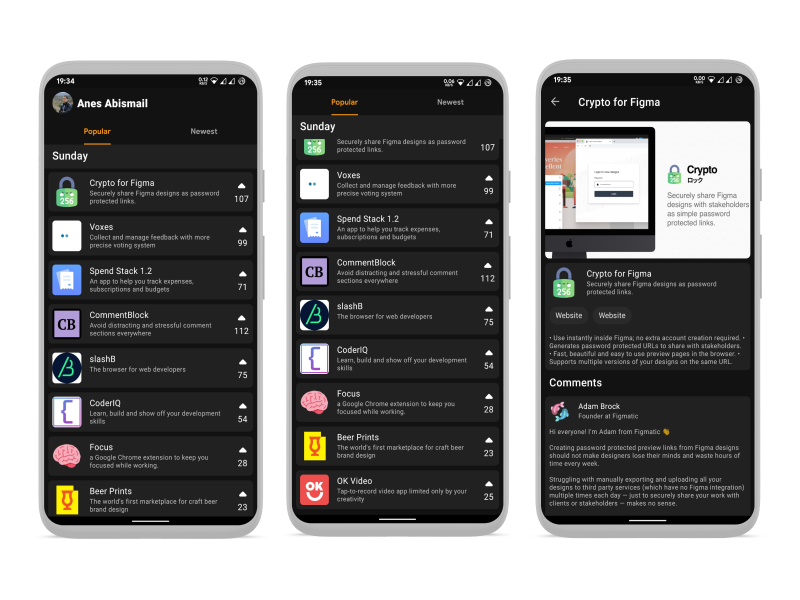 19:34
0.12
KB/S
Anes Abismail
Popular
Newest
Sunday
256
Crypto for Figma
Securely share Figma designs as password
protected links.
107
Voxes
Collect and manage feedback with more
precise voting system
99
Spend Stack 1.2
An app to help you track expenses,
subscriptions and budgets
71
CB
CommentBlock
Avoid distracting and stressful comment
sections everywhere
112
slashB
The browser for web developers
75
CoderIQ
Learn, build and show off your development
skills
54
Focus
a Google Chrome extension to keep you
focused while working.
28
Beer Prints
The world's first marketplace for craft beer
brand design
23
19:35
0.06
KB/S
Popular
Newest
Sunday
256
Securely share Figma designs as password
protected links.
107
Voxes
Collect and manage feedback with more
precise voting system
99
Spend Stack 1.2
An app to help you track expenses,
subscriptions and budgets
71
CB
CommentBlock
Avoid distracting and stressful comment
sections everywhere
112
slashB
The browser for web developers
75
CoderIQ
Learn, build and show off your development
skills
54
Focus
a Google Chrome extension to keep you
focused while working.
28
Beer Prints
The world's first marketplace for craft beer
brand design
23
OK
OK Video
Tap-to-record video app limited only by your
creativity
25
19:35
0.00
KB/S
Crypto for Figma
256
Crypto
ロック
Securely share Figma
designs with stakeholders
as simple password
protected links.
256
Crypto for Figma
Securely share Figma designs as password
protected links.
Website
Website
• Use instantly inside Figma; no extra account creation required. •
Generates password protected URLs to share with stakeholders.
• Fast, beautiful and easy to use preview pages in the browser. •
Supports multiple versions of your designs on the same URL.
Comments
Adam Brock
Founder at Figmatic
Hi everyone! I'm Adam from Figmatic 👋
Creating password protected preview links from Figma designs
should not make designers lose their minds and waste hours of
time every week.
Struggling with manually exporting and uploading all your
designs to third party services (which have no Figma integration)
multiple times each day — just to securely share your work with
clients or stakeholders — makes no sense.